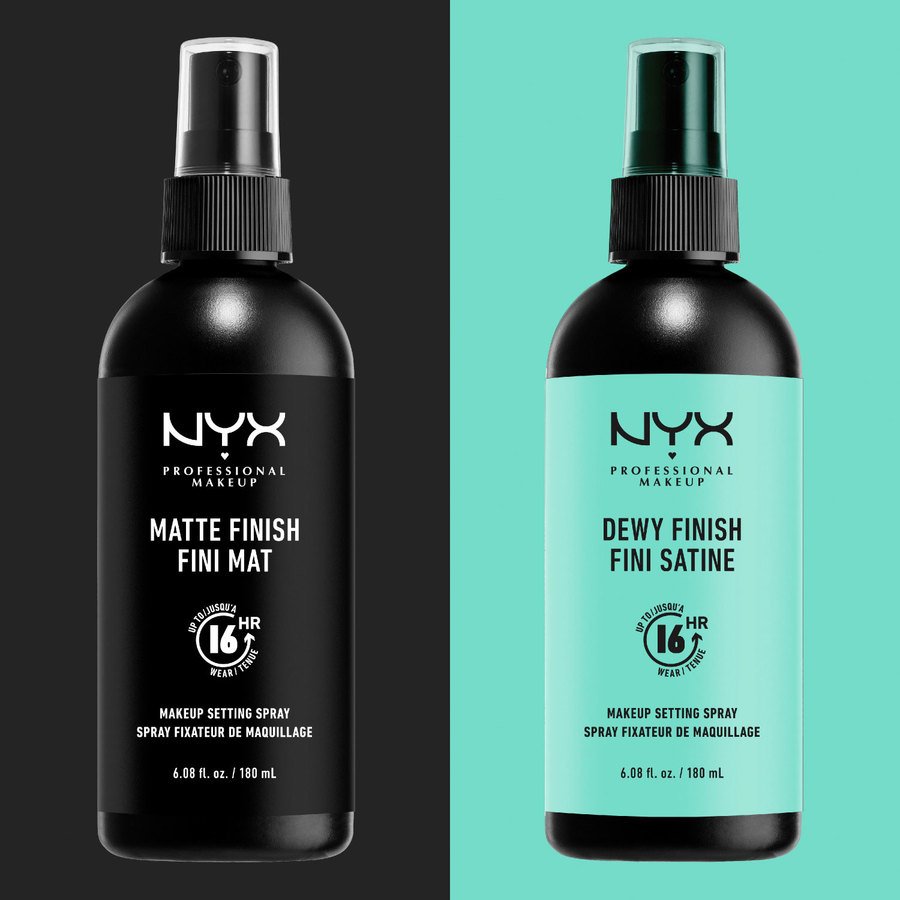 NYX
PROFESSIONAL
MAKEUP
MATTE FINISH
FINI MAT
UP TO/JUSQU'A
16 HR
WEAR/TENUE
MAKEUP SETTING SPRAY
SPRAY FIXATEUR DE MAQUILLAGE
6.08 fl. oz. / 180 mL
NYX
PROFESSIONAL
MAKEUP
DEWY FINISH
FINI SATINE
UP TO/JUSQU'A
16 HR
WEAR/TENUE
MAKEUP SETTING SPRAY
SPRAY FIXATEUR DE MAQUILLAGE
6.08 fl. oz. / 180 mL